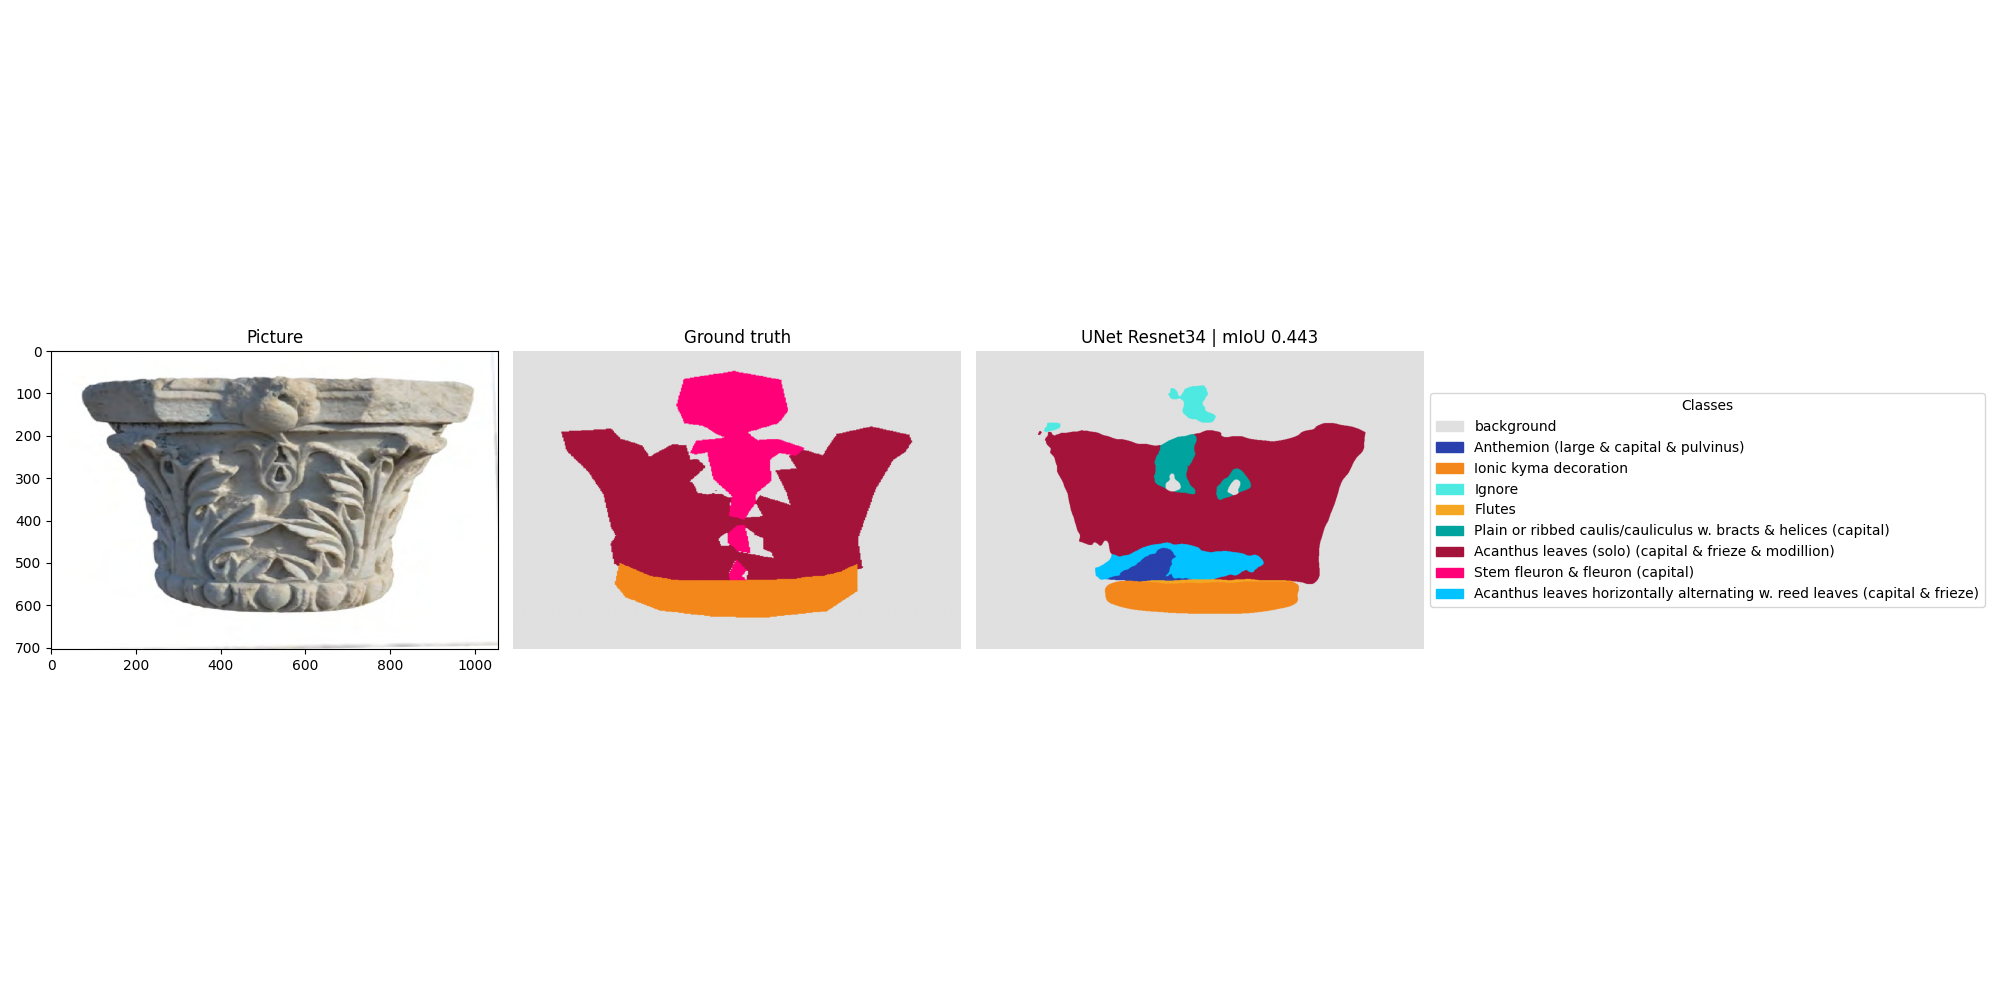 Picture
Ground truth
UNet Resnet34 | mIoU 0.443
0
100
200
300
400
500
600
700
0
200
400
600
800
1000
Classes
background
Anthemion (large & capital & pulvinus)
Ionic kyma decoration
Ignore
Flutes
Plain or ribbed caulis/cauliculus w. bracts & helices (capital)
Acanthus leaves (solo) (capital & frieze & modillion)
Stem fleuron & fleuron (capital)
Acanthus leaves horizontally alternating w. reed leaves (capital & frieze)